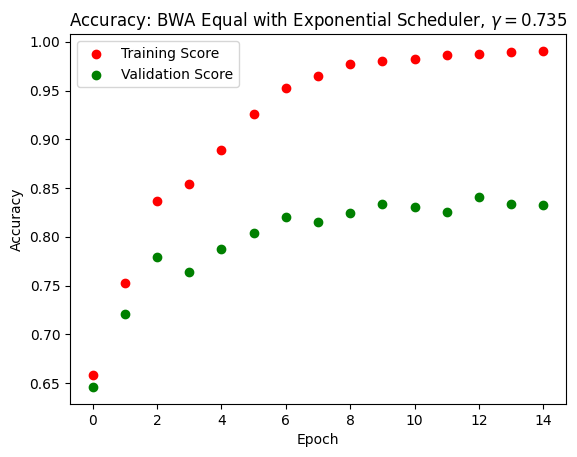 Accuracy: BWA Equal with Exponential Scheduler, γ = 0.735
Training Score
Validation Score
1.00
0.95
0.90
0.85
0.80
0.75
0.70
0.65
Accuracy
0 2 4 6 8 10 12 14
Epoch